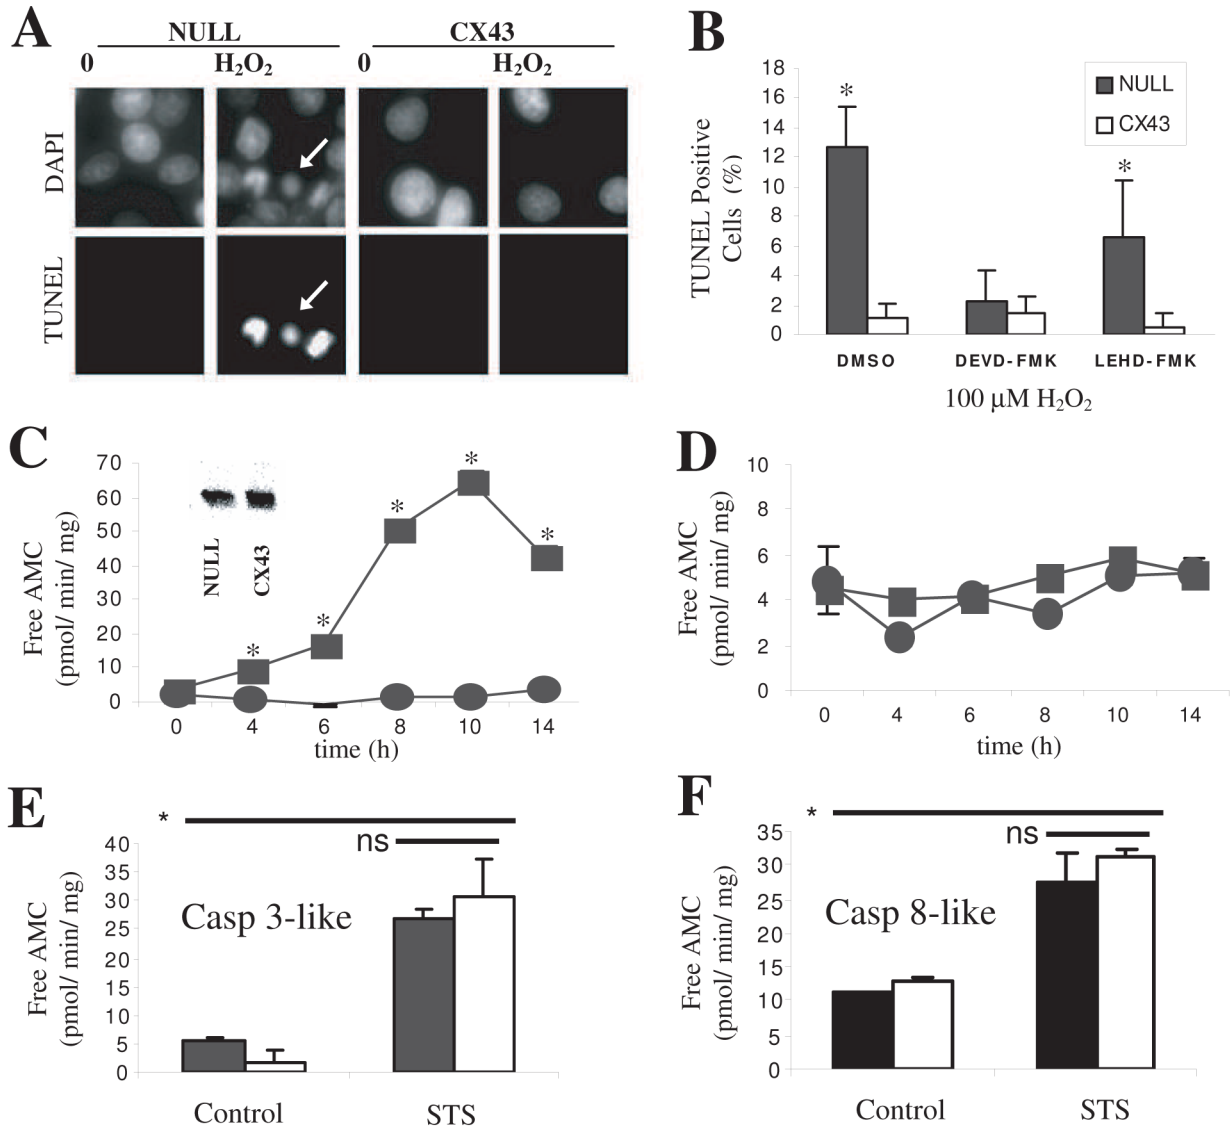 A
NULL
CX43
0
H₂O₂
0
H₂O₂
DAPI
TUNEL
B
TUNEL Positive
Cells (%)
18
16
14
12
10
8
6
4
2
0
*
*
NULL
CX43
DMSO
DEVD-FMK
LEHD-FMK
100 μM H₂O₂
C
Free AMC
(pmol/ min/ mg)
70
60
50
40
30
20
10
0
NULL
CX43
*
*
*
*
*
0
4
6
8
10
14
time (h)
D
Free AMC
(pmol/ min/ mg)
10
8
6
4
2
0
0
4
6
8
10
14
time (h)
E
*
ns
Free AMC
(pmol/ min/ mg)
40
35
30
25
20
15
10
5
0
Casp 3-like
Control
STS
F
*
ns
Free AMC
(pmol/ min/ mg)
35
30
25
20
15
10
5
0
Casp 8-like
Control
STS